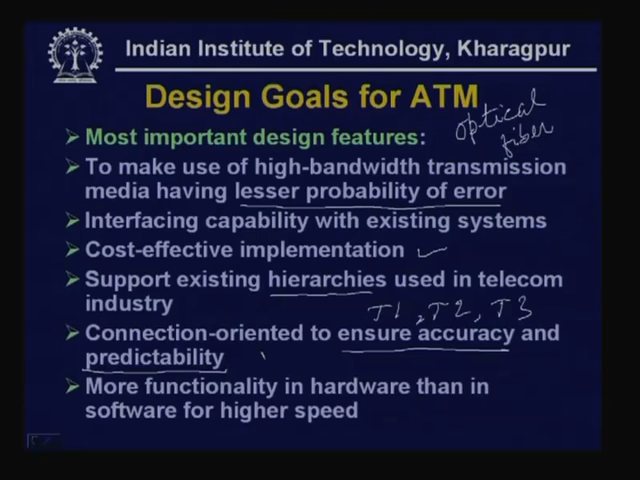 Indian Institute of Technology, Kharagpur
Design Goals for ATM
optical
fiber
Most important design features:
To make use of high-bandwidth transmission
media having lesser probability of error
Interfacing capability with existing systems
Cost-effective implementation
Support existing hierarchies used in telecom
industry
T1, T2, T3
Connection-oriented to ensure accuracy and
predictability
More functionality in hardware than in
software for higher speed